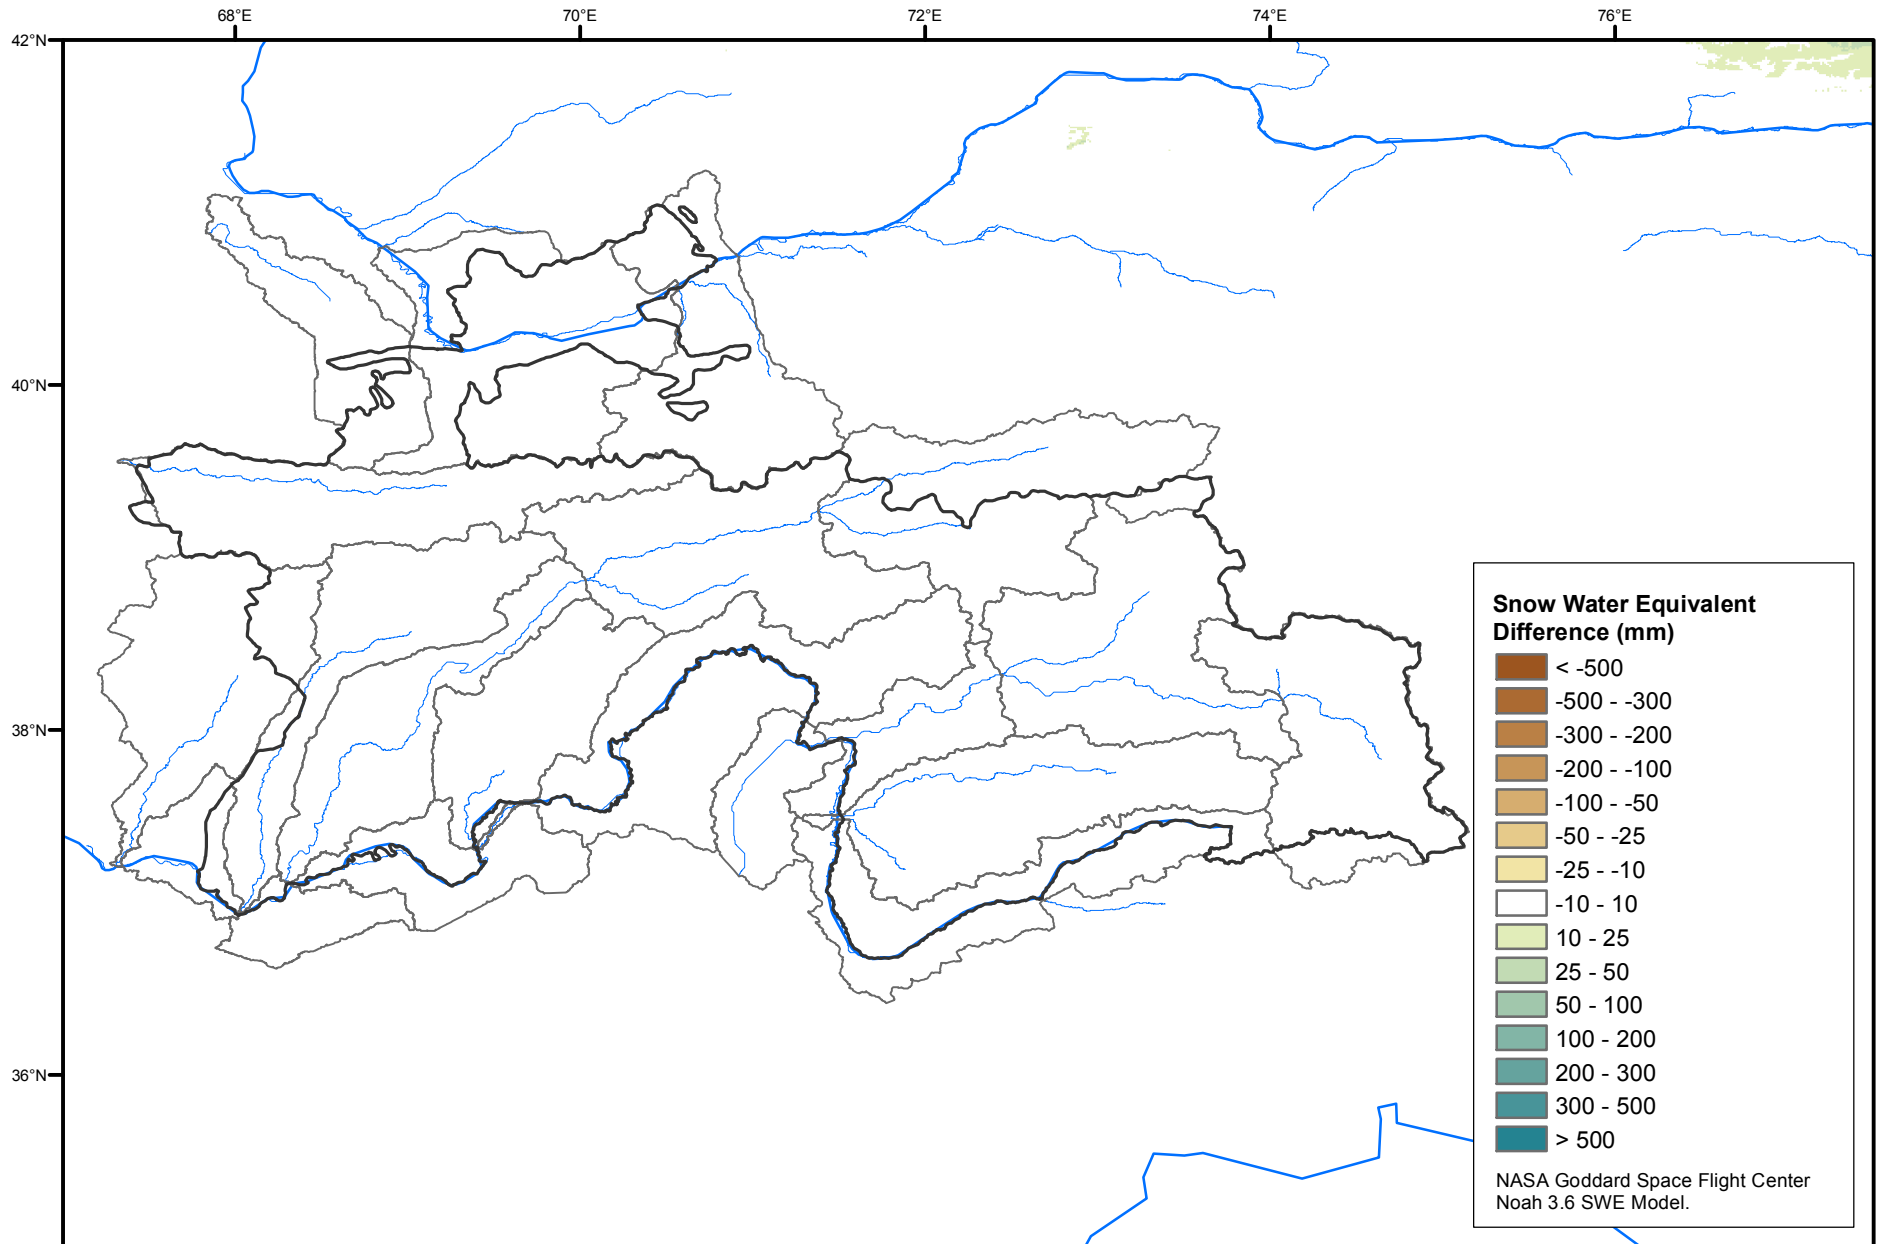 68°E 70°E 72°E 74°E 76°E
42°N
40°N
38°N
36°N
Snow Water Equivalent
Difference (mm)
< -500
-500 - -300
-300 - -200
-200 - -100
-100 - -50
-50 - -25
-25 - -10
-10 - 10
10 - 25
25 - 50
50 - 100
100 - 200
200 - 300
300 - 500
> 500
NASA Goddard Space Flight Center
Noah 3.6 SWE Model.